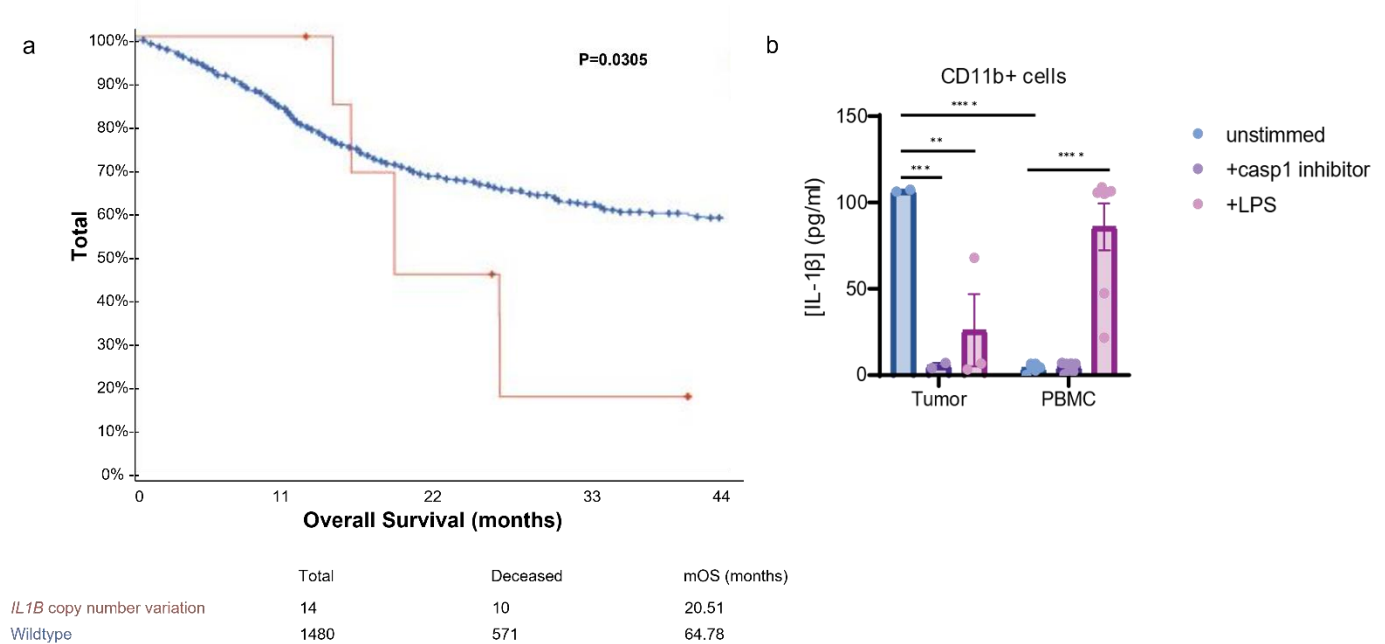 a
100%
90%
80%
70%
60%
50%
40%
30%
20%
10%
0%
Total
P=0.0305
0 11 22 33 44
Overall Survival (months)
Total Deceased mOS (months)
IL1B copy number variation 14 10 20.51
Wildtype 1480 571 64.78
b
CD11b+ cells
150
100
50
0
[IL-1β] (pg/ml)
****
**
***
****
Tumor PBMC
unstimmed
+casp1 inhibitor
+LPS